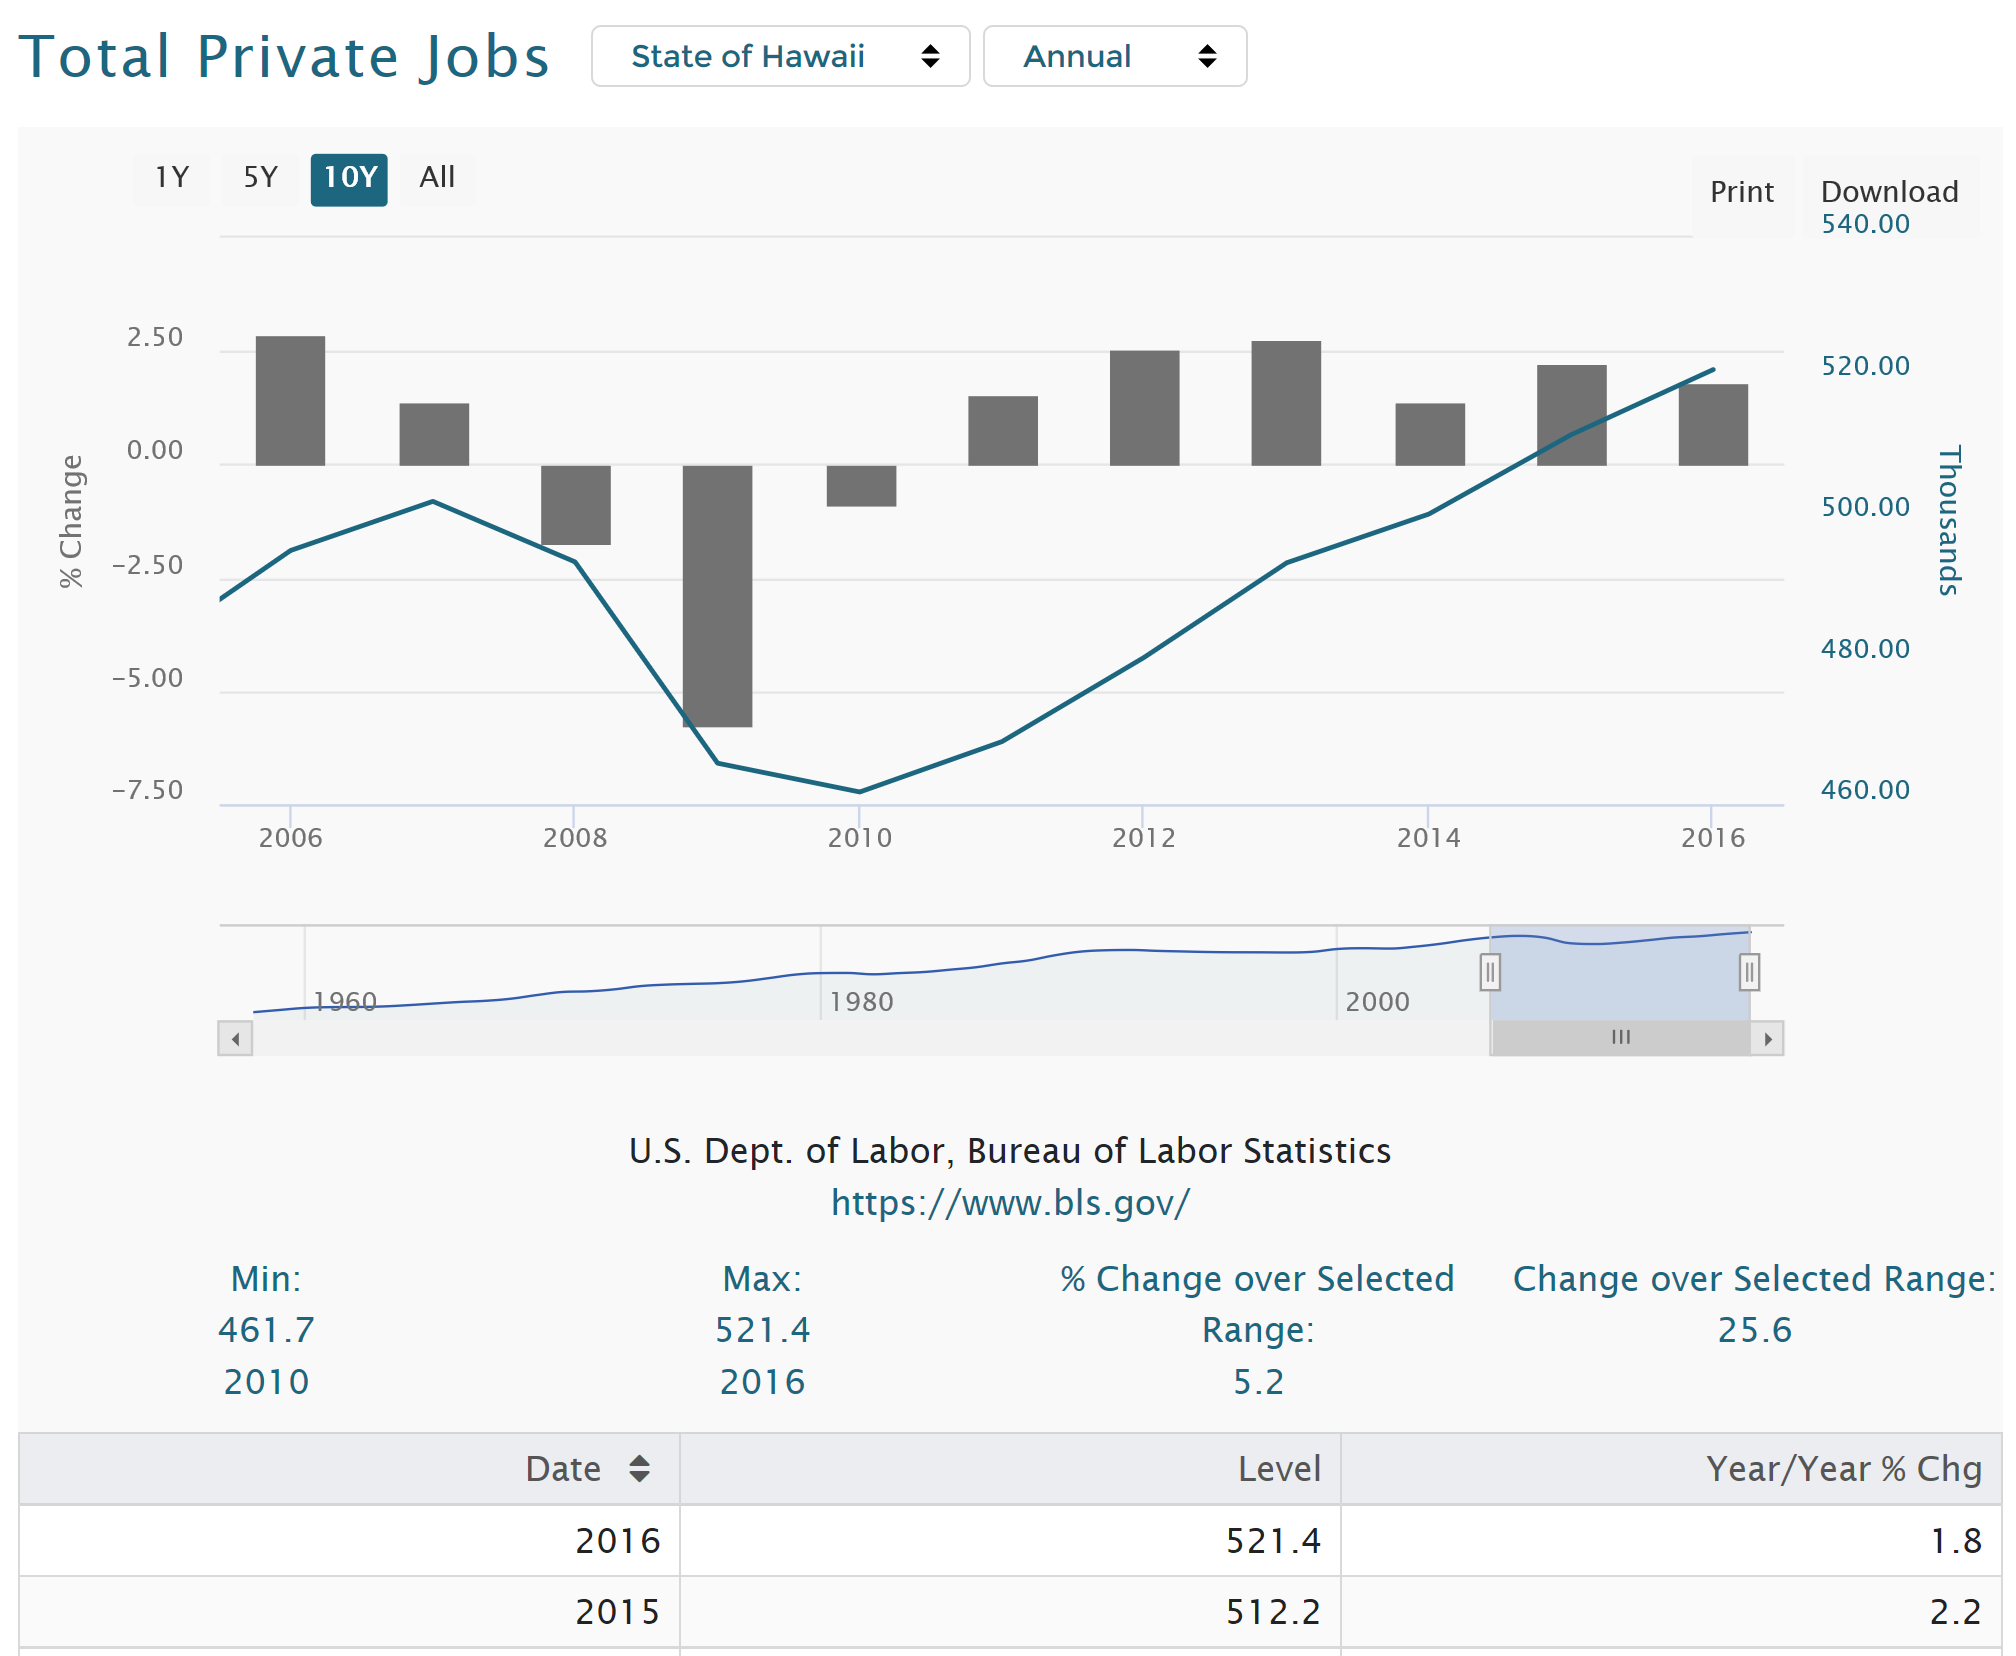 Total Private Jobs State of Hawaii Annual
1Y 5Y 10Y All
Print Download
540.00
2.50
520.00
0.00
500.00
-2.50
480.00
-5.00
460.00
-7.50
% Change
Thousands
2006 2008 2010 2012 2014 2016
1960 1980 2000
U.S. Dept. of Labor, Bureau of Labor Statistics
https://www.bls.gov/
Min:
461.7
2010
Max:
521.4
2016
% Change over Selected
Range:
5.2
Change over Selected Range:
25.6
Date Level Year/Year % Chg
2016 521.4 1.8
2015 512.2 2.2